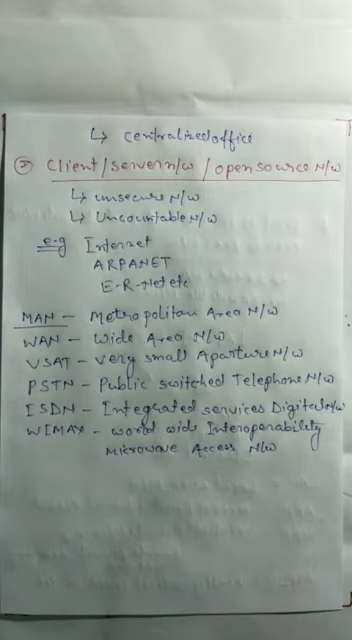 ↳ centralized office
② Client/server n/w / open source N/w
↳ unsecure N/w
↳ Uncountable N/w
e.g Internet
ARPANET
E-R-Net etc
MAN - Metropolitan Area N/w
WAN - Wide Area N/w
VSAT - Very small Aparture N/w
PSTN - Public switched Telephone N/w
ISDN - Integrated services Digital N/w
WIMAX - world wide Interoperability
Microwave Access N/w